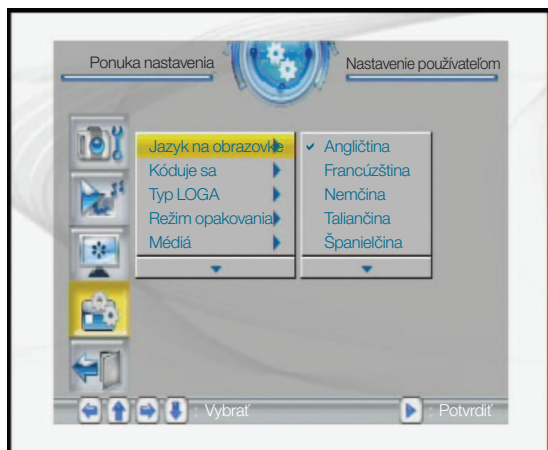 Ponuka nastavenia
Nastavenie používateľom
Jazyk na obrazovke
Kóduje sa
Typ LOGA
Režim opakovania
Médiá
Angličtina
Francúzština
Nemčina
Taliančina
Španielčina
: Vybrať
: Potvrdiť